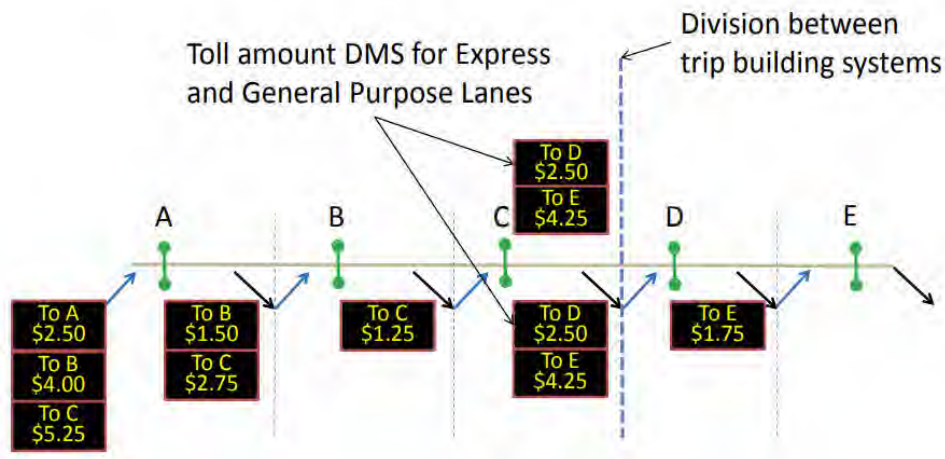 Division between
trip building systems
Toll amount DMS for Express
and General Purpose Lanes
To D
$2.50
To E
$4.25
A
B
C
D
E
To A
$2.50
To B
$4.00
To C
$5.25
To B
$1.50
To C
$2.75
To C
$1.25
To D
$2.50
To E
$4.25
To E
$1.75